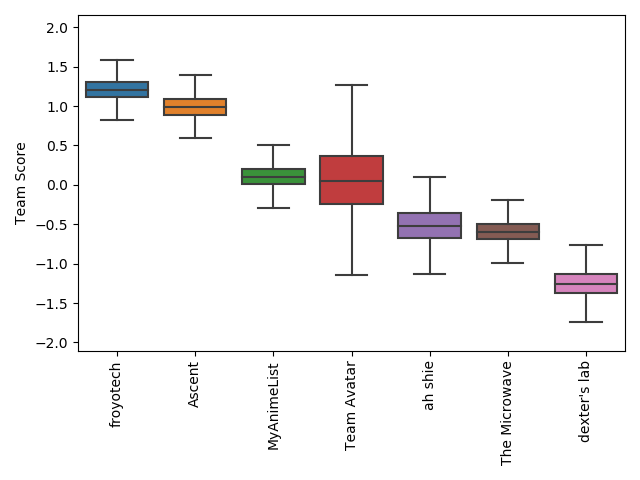 Team Score
2.0
1.5
1.0
0.5
0.0
−0.5
−1.0
−1.5
−2.0
froyotech
Ascent
MyAnimeList
Team Avatar
ah shie
The Microwave
dexter's lab